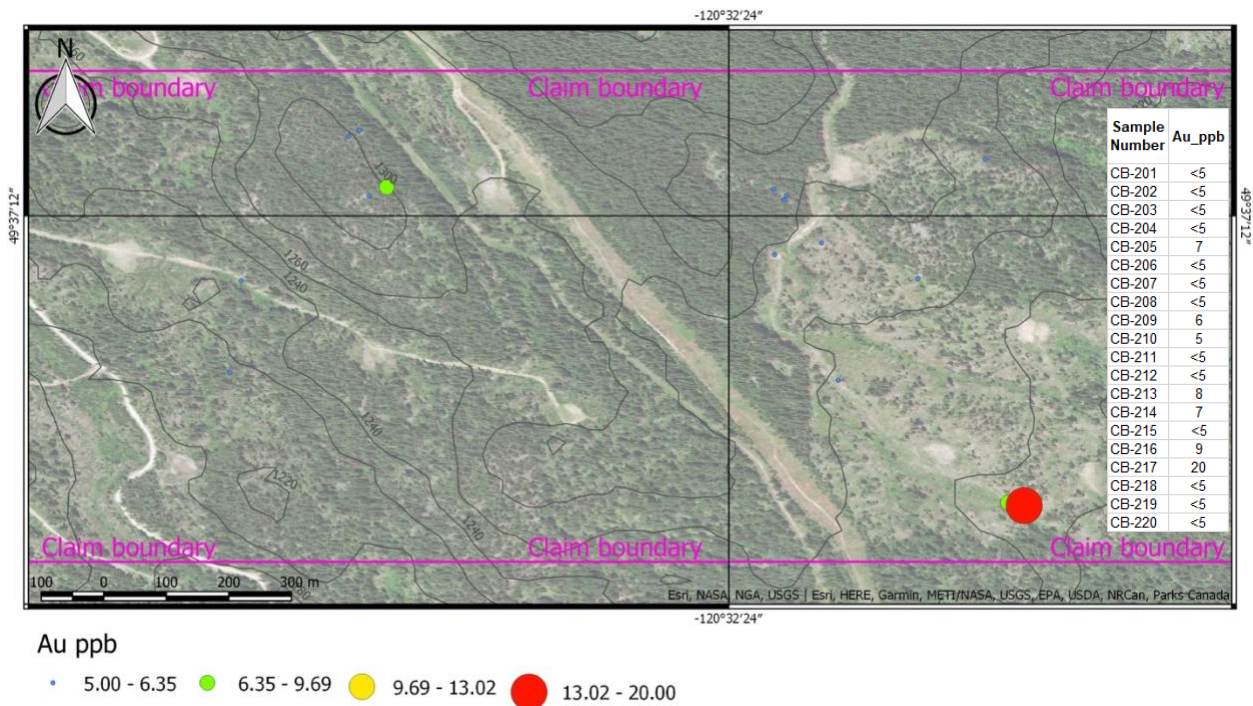 -120°32′24″
N
Claim boundary Claim boundary Claim boundary
49°37′12″ 49°37′12″
1260
1240
1240
1220
1240
Sample Number Au_ppb
CB-201 <5
CB-202 <5
CB-203 <5
CB-204 <5
CB-205 7
CB-206 <5
CB-207 <5
CB-208 <5
CB-209 6
CB-210 5
CB-211 <5
CB-212 <5
CB-213 8
CB-214 7
CB-215 <5
CB-216 9
CB-217 20
CB-218 <5
CB-219 <5
CB-220 <5
Claim boundary Claim boundary Claim boundary
100 0 100 200 300 m
Esri, NASA, NGA, USGS | Esri, HERE, Garmin, METI/NASA, USGS, EPA, USDA, NRCan, Parks Canada
-120°32′24″
Au ppb
5.00 - 6.35 6.35 - 9.69 9.69 - 13.02 13.02 - 20.00